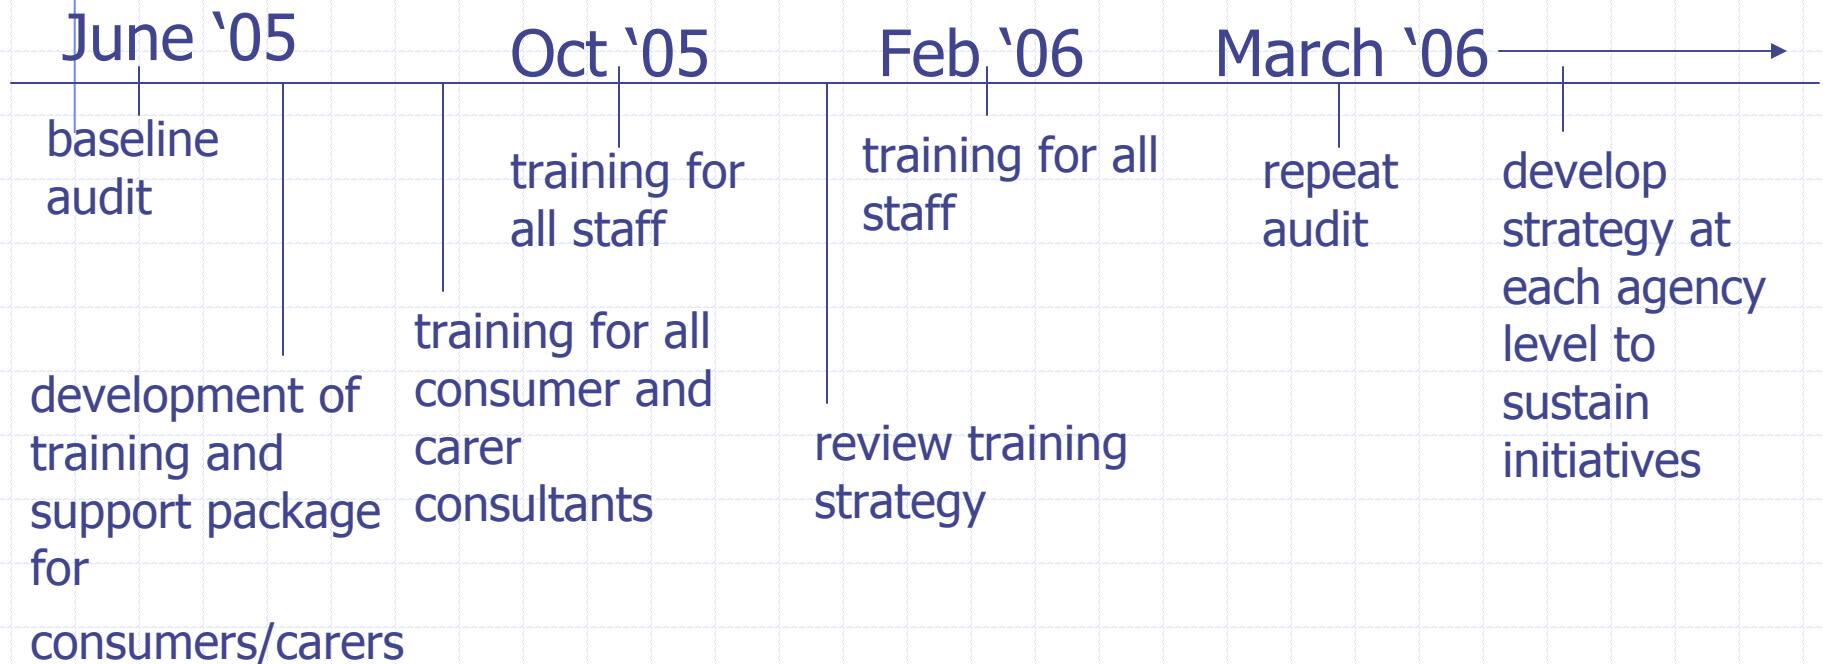 June ‘05
Oct ‘05
Feb ‘06
March ‘06
baseline
audit
training for
all staff
training for all
staff
repeat
audit
develop
strategy at
each agency
level to
sustain
initiatives
development of
training and
support package
for
consumers/carers
training for all
consumer and
carer
consultants
review training
strategy